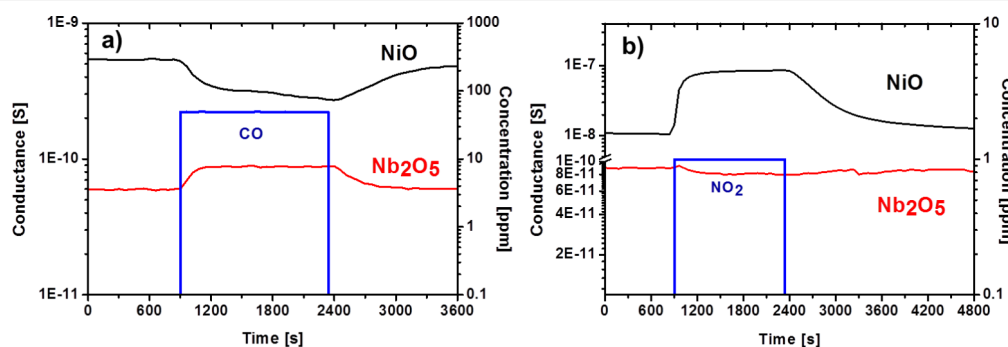 a)
1E-9
1E-10
1E-11
Conductance [S]
NiO
CO
Nb2O5
1000
100
10
1
0.1
Concentration [ppm]
0 600 1200 1800 2400 3000 3600
Time [s]
b)
1E-7
1E-8
1E-10
8E-11
6E-11
4E-11
2E-11
Conductance [S]
NiO
NO2
Nb2O5
10
1
0.1
Concentration [ppm]
0 600 1200 1800 2400 3000 3600 4200 4800
Time [s]